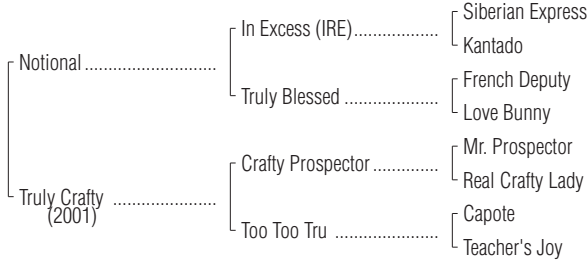 Siberian Express
In Excess (IRE)
Kantado
Notional
French Deputy
Truly Blessed
Love Bunny
Mr. Prospector
Crafty Prospector
Real Crafty Lady
Truly Crafty
(2001)
Capote
Too Too Tru
Teacher's Joy